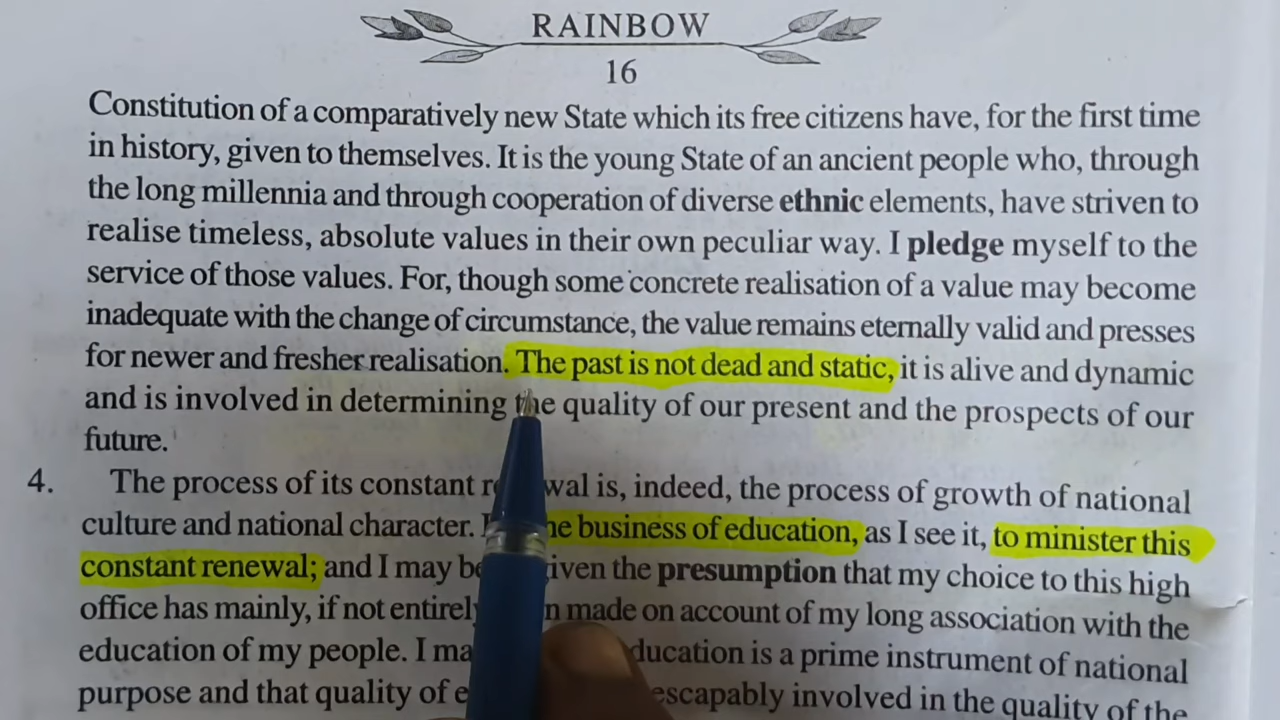 RAINBOW
16
Constitution of a comparatively new State which its free citizens have, for the first time
in history, given to themselves. It is the young State of an ancient people who, through
the long millennia and through cooperation of diverse ethnic elements, have striven to
realise timeless, absolute values in their own peculiar way. I pledge myself to the
service of those values. For, though some concrete realisation of a value may become
inadequate with the change of circumstance, the value remains eternally valid and presses
for newer and fresher realisation. The past is not dead and static, it is alive and dynamic
and is involved in determining the quality of our present and the prospects of our
future.
4. The process of its constant is, indeed, the process of growth of national
culture and national character. business of education, as I see it, to minister this
constant renewal; and I may the presumption that my choice to this high
office has mainly, if not made on account of my long association with the
education of my people. I is a prime instrument of national
purpose and that quality of involved in the quality of the